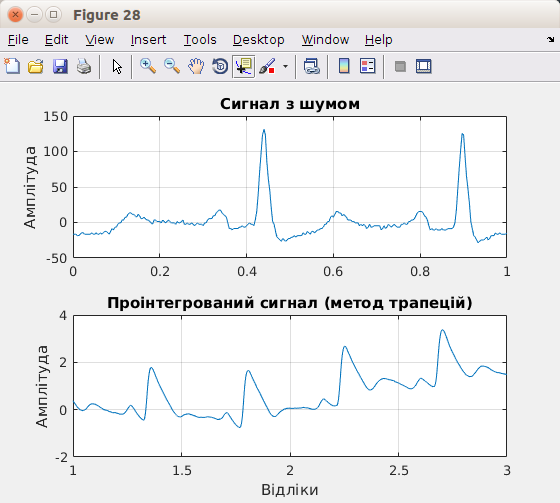 Figure 28
File Edit View Insert Tools Desktop Window Help
Сигнал з шумом
Амплітуда
150
100
50
0
-50
0 0.2 0.4 0.6 0.8 1
Проінтегрований сигнал (метод трапецій)
Амплітуда
4
2
0
-2
1 1.5 2 2.5 3
Відліки